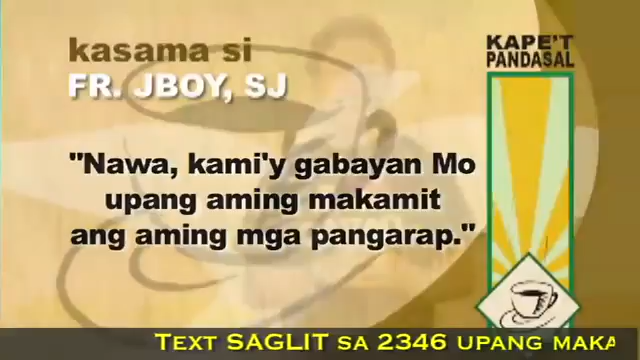 kasama si
FR. JBOY, SJ
KAPE'T
PANDASAL
"Nawa, kami'y gabayan Mo
upang aming makamit
ang aming mga pangarap."
TEXT SAGLIT SA 2346 UPANG MAKA